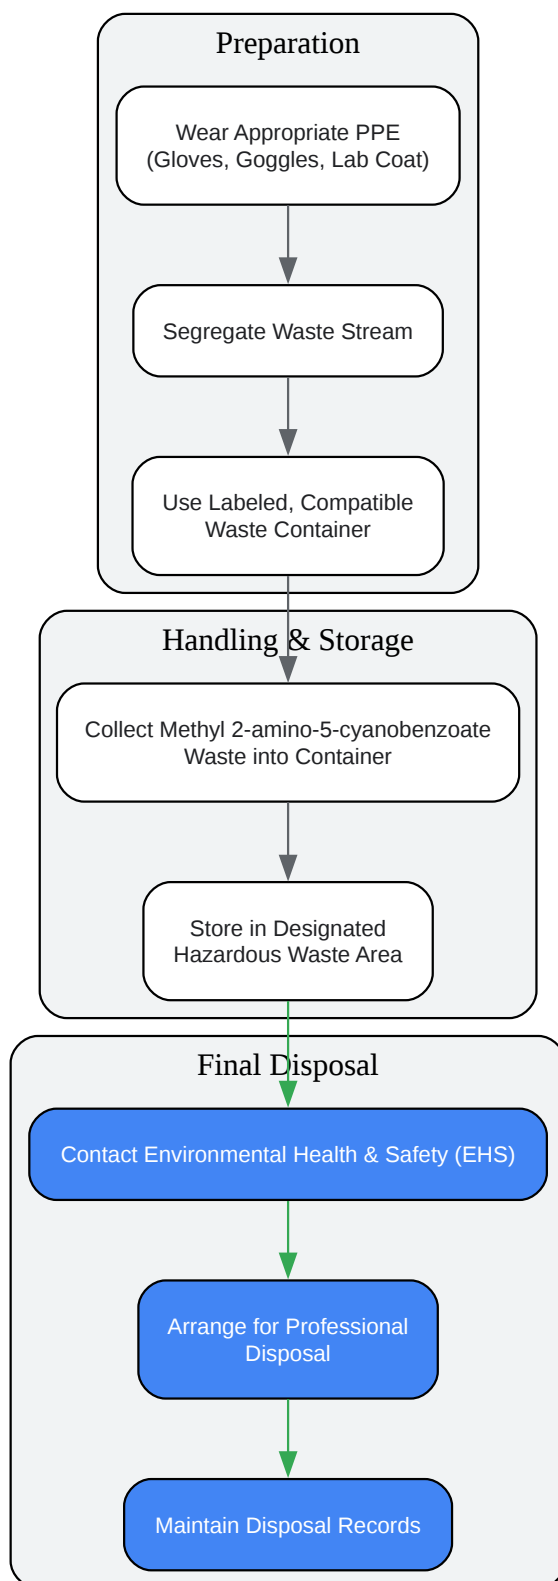 Preparation
Wear Appropriate PPE
(Gloves, Goggles, Lab Coat)
Segregate Waste Stream
Use Labeled, Compatible
Waste Container
Handling & Storage
Collect Methyl 2-amino-5-cyanobenzoate
Waste into Container
Store in Designated
Hazardous Waste Area
Final Disposal
Contact Environmental Health & Safety (EHS)
Arrange for Professional
Disposal
Maintain Disposal Records